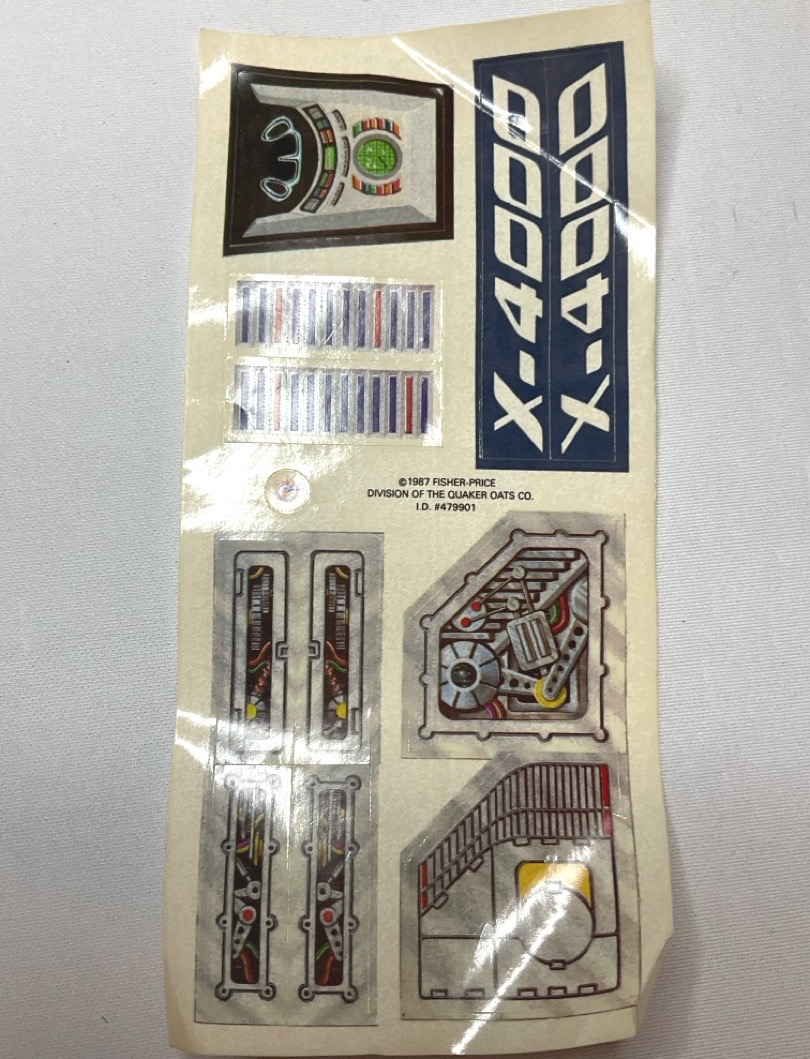 X-4000
X-4000
©1987 FISHER-PRICE
DIVISION OF THE QUAKER OATS CO.
I.D. #479901